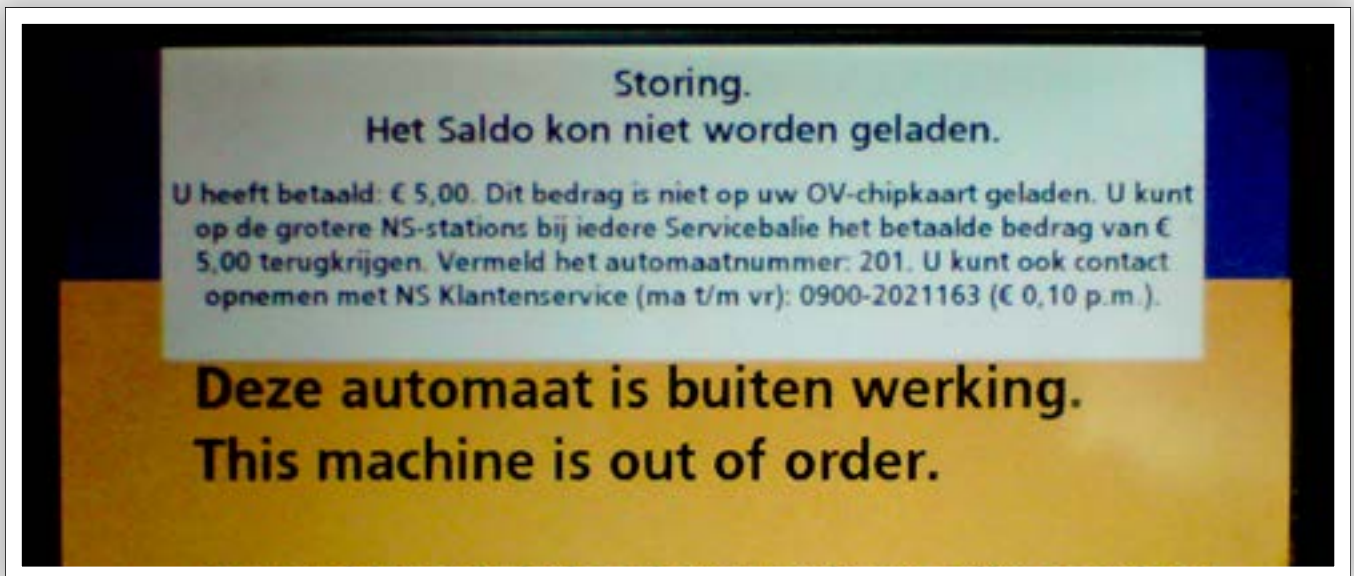 Storing.
Het Saldo kon niet worden geladen.
U heeft betaald: € 5,00. Dit bedrag is niet op uw OV-chipkaart geladen. U kunt
op de grotere NS-stations bij iedere Servicebalie het betaalde bedrag van €
5,00 terugkrijgen. Vermeld het automaatnummer: 201. U kunt ook contact
opnemen met NS Klantenservice (ma t/m vr): 0900-2021163 (€ 0,10 p.m.).
Deze automaat is buiten werking.
This machine is out of order.